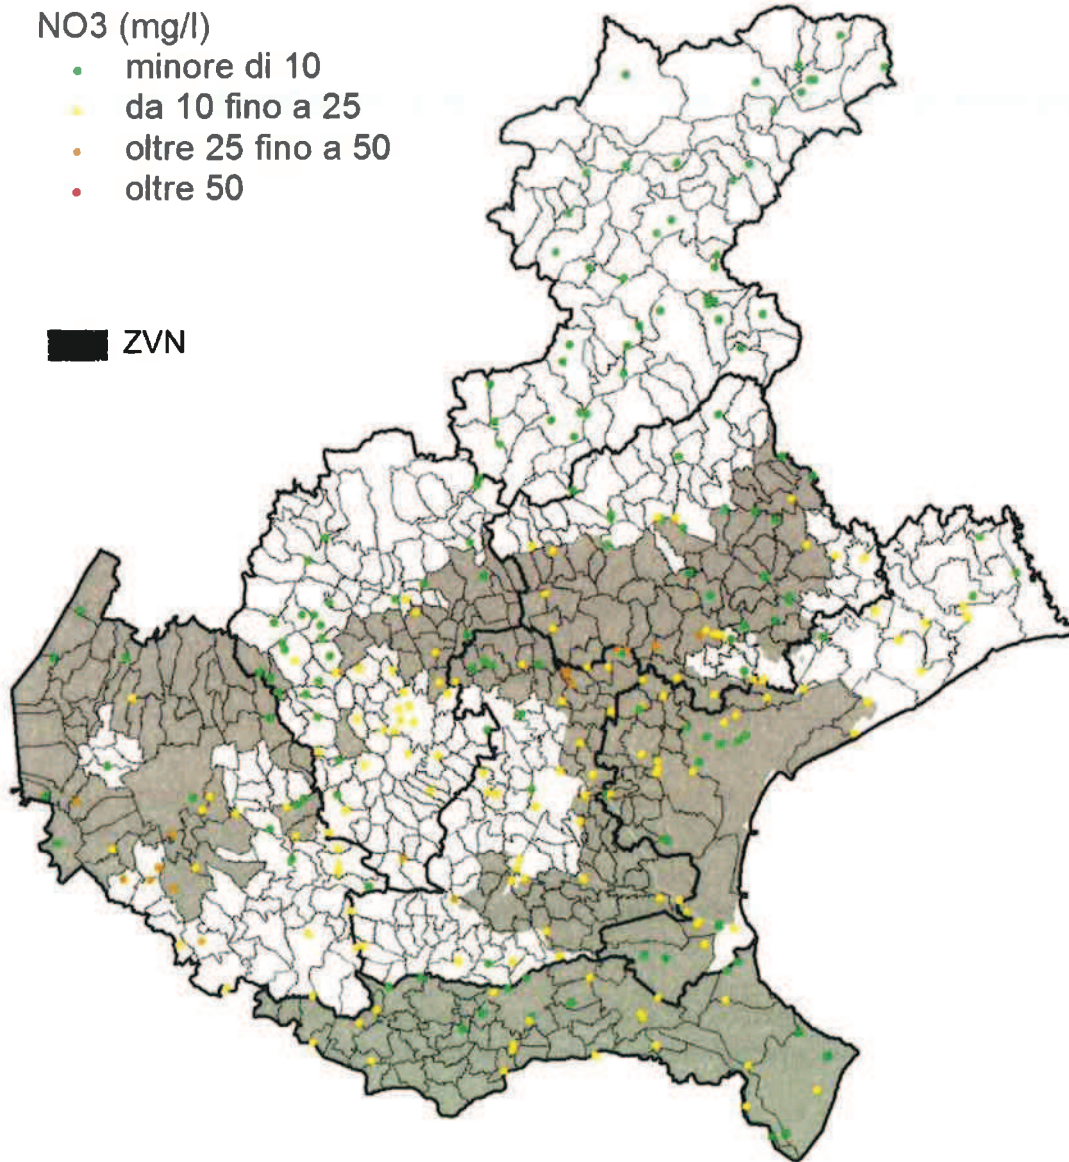 NO3 (mg/l)
minore di 10
da 10 fino a 25
oltre 25 fino a 50
oltre 50
ZVN